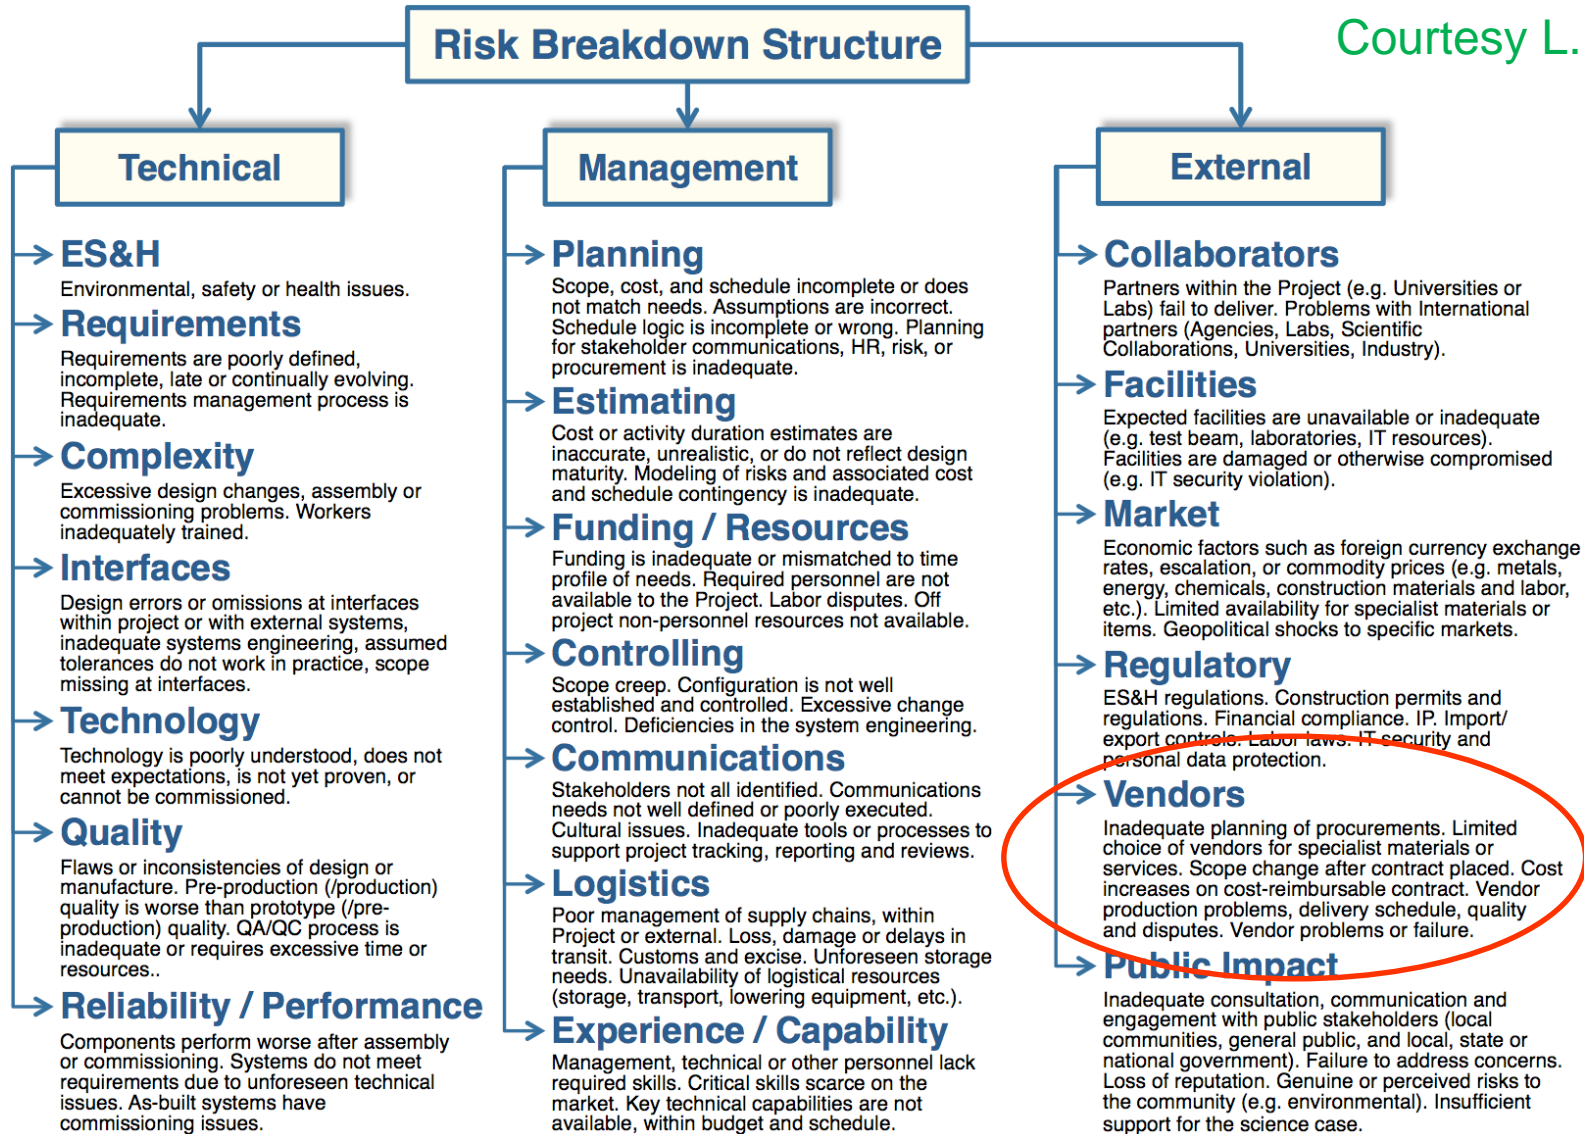 Risk Breakdown Structure
Courtesy L.
Technical
ES&H
Environmental, safety or health issues.
Requirements
Requirements are poorly defined,
incomplete, late or continually evolving.
Requirements management process is
inadequate.
Complexity
Excessive design changes, assembly or
commissioning problems. Workers
inadequately trained.
Interfaces
Design errors or omissions at interfaces
within project or with external systems,
inadequate systems engineering, assumed
tolerances do not work in practice, scope
missing at interfaces.
Technology
Technology is poorly understood, does not
meet expectations, is not yet proven, or
cannot be commissioned.
Quality
Flaws or inconsistencies of design or
manufacture. Pre-production (/production)
quality is worse than prototype (/pre-
production) quality. QA/QC process is
inadequate or requires excessive time or
resources..
Reliability / Performance
Components perform worse after assembly
or commissioning. Systems do not meet
requirements due to unforeseen technical
issues. As-built systems have
commissioning issues.
Management
Planning
Scope, cost, and schedule incomplete or does
not match needs. Assumptions are incorrect.
Schedule logic is incomplete or wrong. Planning
for stakeholder communications, HR, risk, or
procurement is inadequate.
Estimating
Cost or activity duration estimates are
inaccurate, unrealistic, or do not reflect design
maturity. Modeling of risks and associated cost
and schedule contingency is inadequate.
Funding / Resources
Funding is inadequate or mismatched to time
profile of needs. Required personnel are not
available to the Project. Labor disputes. Off
project non-personnel resources not available.
Controlling
Scope creep. Configuration is not well
established and controlled. Excessive change
control. Deficiencies in the system engineering.
Communications
Stakeholders not all identified. Communications
needs not well defined or poorly executed.
Cultural issues. Inadequate tools or processes to
support project tracking, reporting and reviews.
Logistics
Poor management of supply chains, within
Project or external. Loss, damage or delays in
transit. Customs and excise. Unforeseen storage
needs. Unavailability of logistical resources
(storage, transport, lowering equipment, etc.).
Experience / Capability
Management, technical or other personnel lack
required skills. Critical skills scarce on the
market. Key technical capabilities are not
available, within budget and schedule.
External
Collaborators
Partners within the Project (e.g. Universities or
Labs) fail to deliver. Problems with International
partners (Agencies, Labs, Scientific
Collaborations, Universities, Industry).
Facilities
Expected facilities are unavailable or inadequate
(e.g. test beam, laboratories, IT resources).
Facilities are damaged or otherwise compromised
(e.g. IT security violation).
Market
Economic factors such as foreign currency exchange
rates, escalation, or commodity prices (e.g. metals,
energy, chemicals, construction materials and labor,
etc.). Limited availability for specialist materials or
items. Geopolitical shocks to specific markets.
Regulatory
ES&H regulations. Construction permits and
regulations. Financial compliance. IP. Import/
export controls. Labor laws. IT security and
personal data protection.
Vendors
Inadequate planning of procurements. Limited
choice of vendors for specialist materials or
services. Scope change after contract placed. Cost
increases on cost-reimbursable contract. Vendor
production problems, delivery schedule, quality
and disputes. Vendor problems or failure.
Public Impact
Inadequate consultation, communication and
engagement with public stakeholders (local
communities, general public, and local, state or
national government). Failure to address concerns.
Loss of reputation. Genuine or perceived risks to
the community (e.g. environmental). Insufficient
support for the science case.